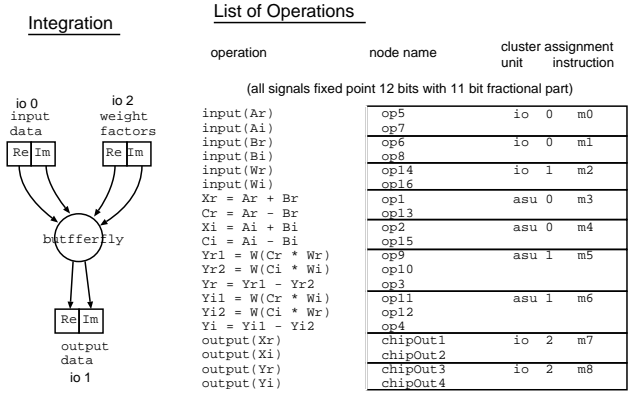 Integration
io 0
input
data
io 2
weight
factors
Re Im
Re Im
butfferfly
Re Im
output
data
io 1
List of Operations
operation node name cluster assignment
unit instruction
(all signals fixed point 12 bits with 11 bit fractional part)
input(Ar) op5 io 0 m0
input(Ai) op7
input(Br) op6 io 0 m1
input(Bi) op8
input(Wr) op14 io 1 m2
input(Wi) op16
Xr = Ar + Br op1 asu 0 m3
Cr = Ar - Br op13
Xi = Ai + Bi op2 asu 0 m4
Ci = Ai - Bi op15
Yr1 = W(Cr * Wr) op9 asu 1 m5
Yr2 = W(Ci * Wi) op10
Yr = Yr1 - Yr2 op3
Yi1 = W(Cr * Wi) op11 asu 1 m6
Yi2 = W(Ci * Wr) op12
Yi = Yi1 - Yi2 op4
output(Xr) chipOut1 io 2 m7
output(Xi) chipOut2
output(Yr) chipOut3 io 2 m8
output(Yi) chipOut4